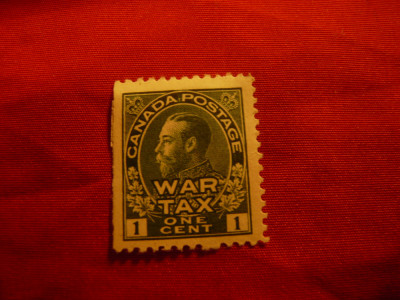 CANADA POSTAGE
WAR
TAX
1 ONE 1
CENT